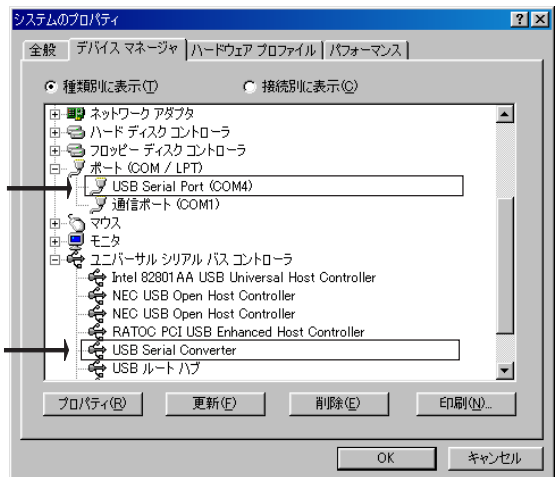 システムのプロパティ
全般 デバイス マネージャ ハードウェア プロファイル パフォーマンス
種類別に表示(T) 接続別に表示(C)
ネットワーク アダプタ
ハード ディスク コントローラ
フロッピー ディスク コントローラ
ポート (COM / LPT)
USB Serial Port (COM4)
通信ポート (COM1)
マウス
モニタ
ユニバーサル シリアル バス コントローラ
Intel 82801AA USB Universal Host Controller
NEC USB Open Host Controller
NEC USB Open Host Controller
RATOC PCI USB Enhanced Host Controller
USB Serial Converter
USB ルート ハブ
プロパティ(R) 更新(F) 削除(E) 印刷(N)...
OK キャンセル